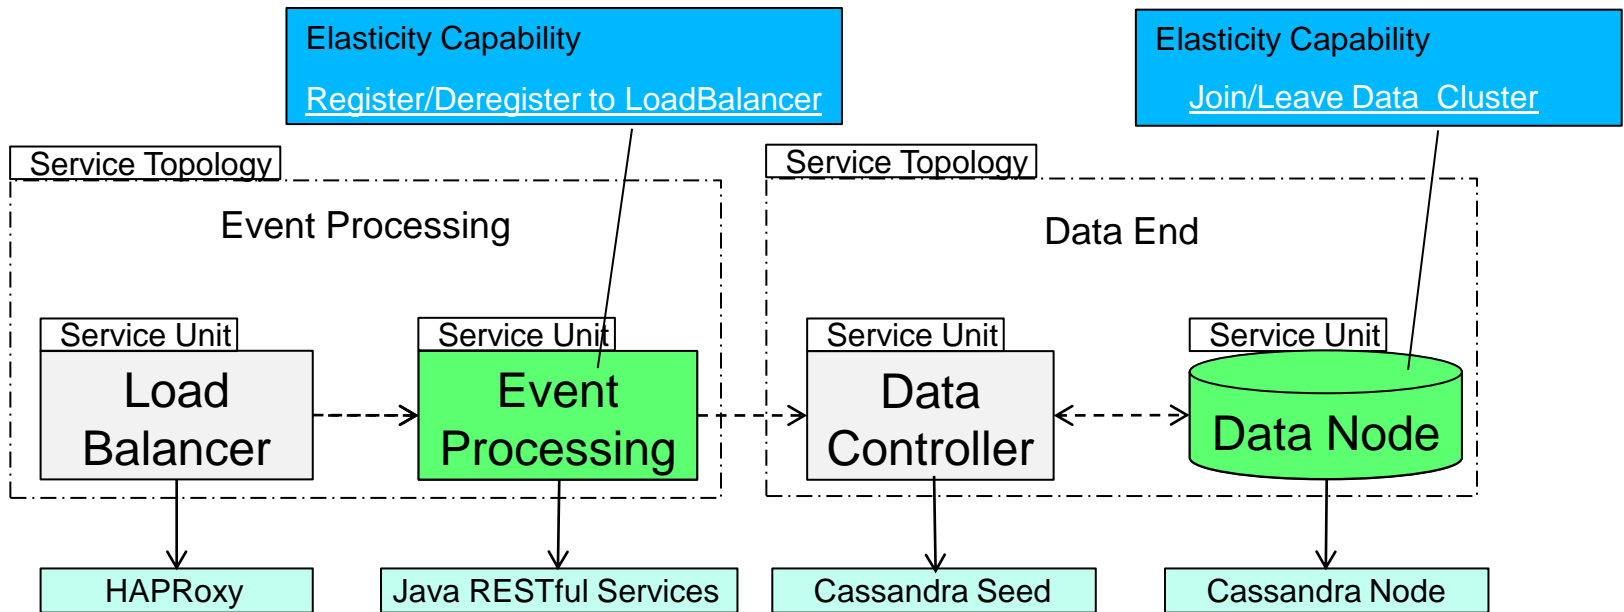 Elasticity Capability
Register/Deregister to LoadBalancer
Elasticity Capability
Join/Leave Data Cluster
Service Topology
Event Processing
Service Unit
Load
Balancer
Service Unit
Event
Processing
Service Topology
Data End
Service Unit
Data
Controller
Service Unit
Data Node
HAPRoxy
Java RESTful Services
Cassandra Seed
Cassandra Node